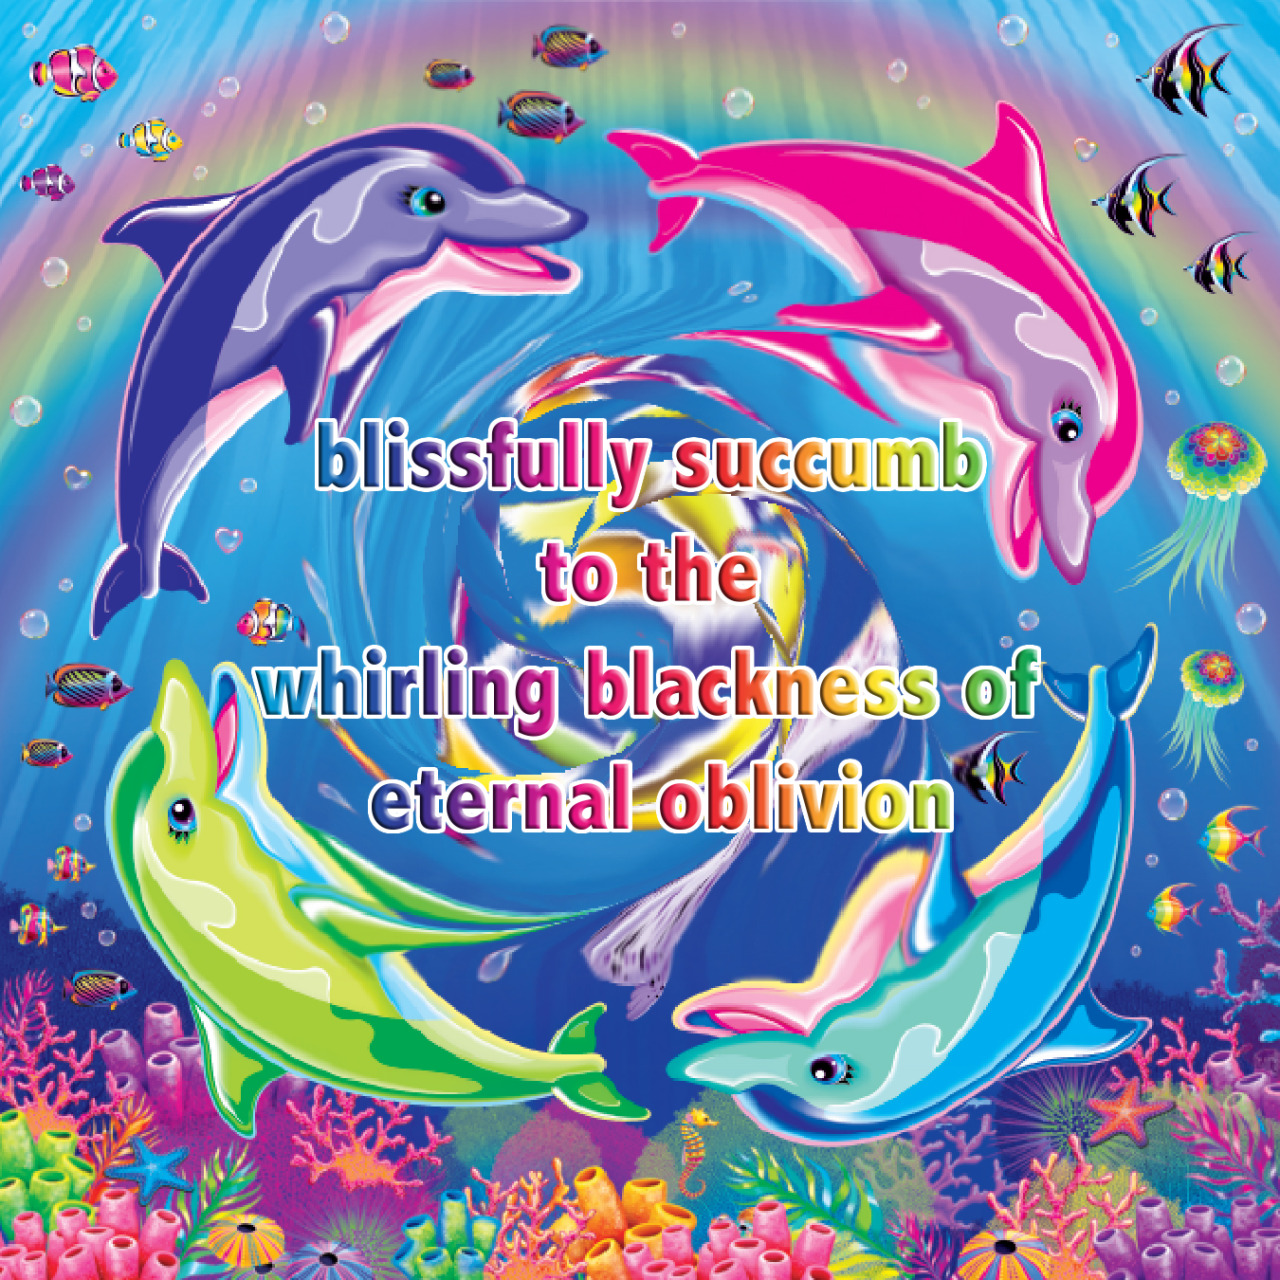 blissfully succumb
to the
whirling blackness of
eternal oblivion